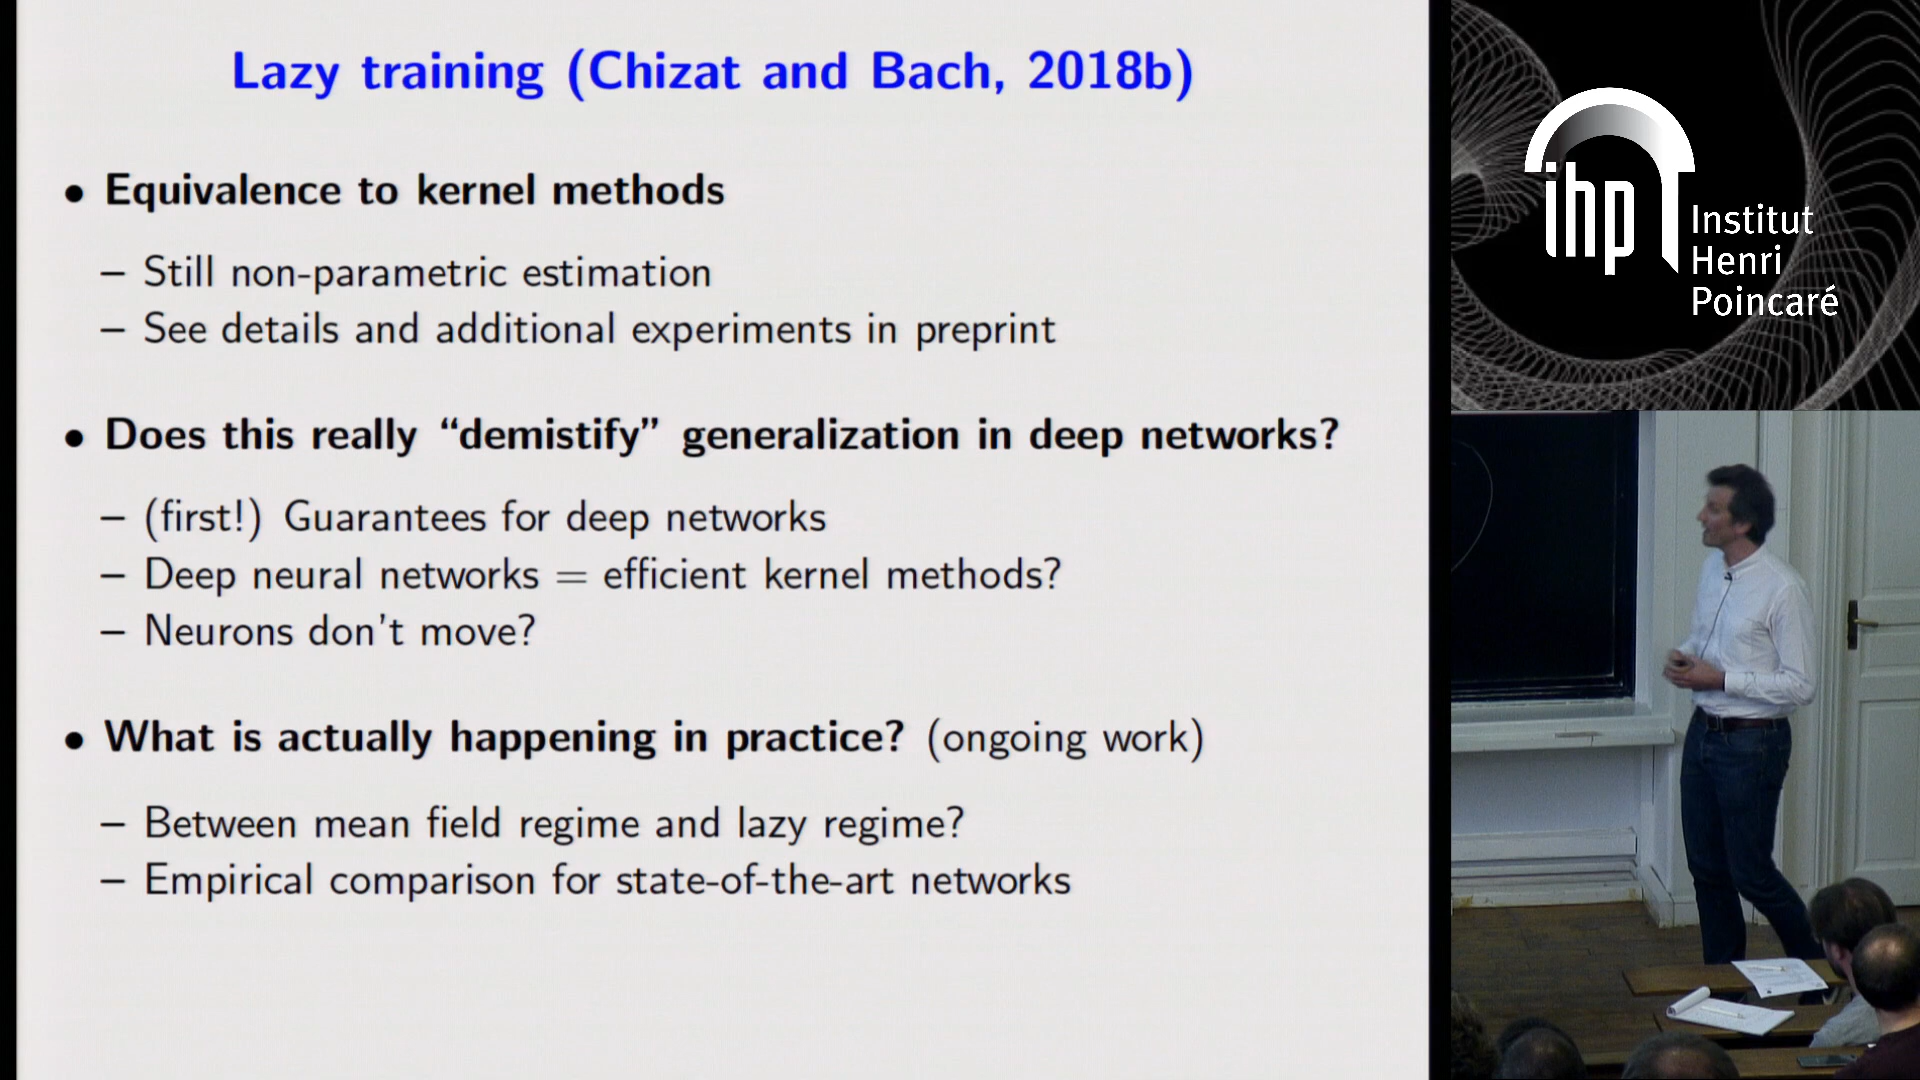 Lazy training (Chizat and Bach, 2018b)
• Equivalence to kernel methods
– Still non-parametric estimation
– See details and additional experiments in preprint
• Does this really “demistify” generalization in deep networks?
– (first!) Guarantees for deep networks
– Deep neural networks = efficient kernel methods?
– Neurons don't move?
• What is actually happening in practice? (ongoing work)
– Between mean field regime and lazy regime?
– Empirical comparison for state-of-the-art networks
ihp
Institut
Henri
Poincaré